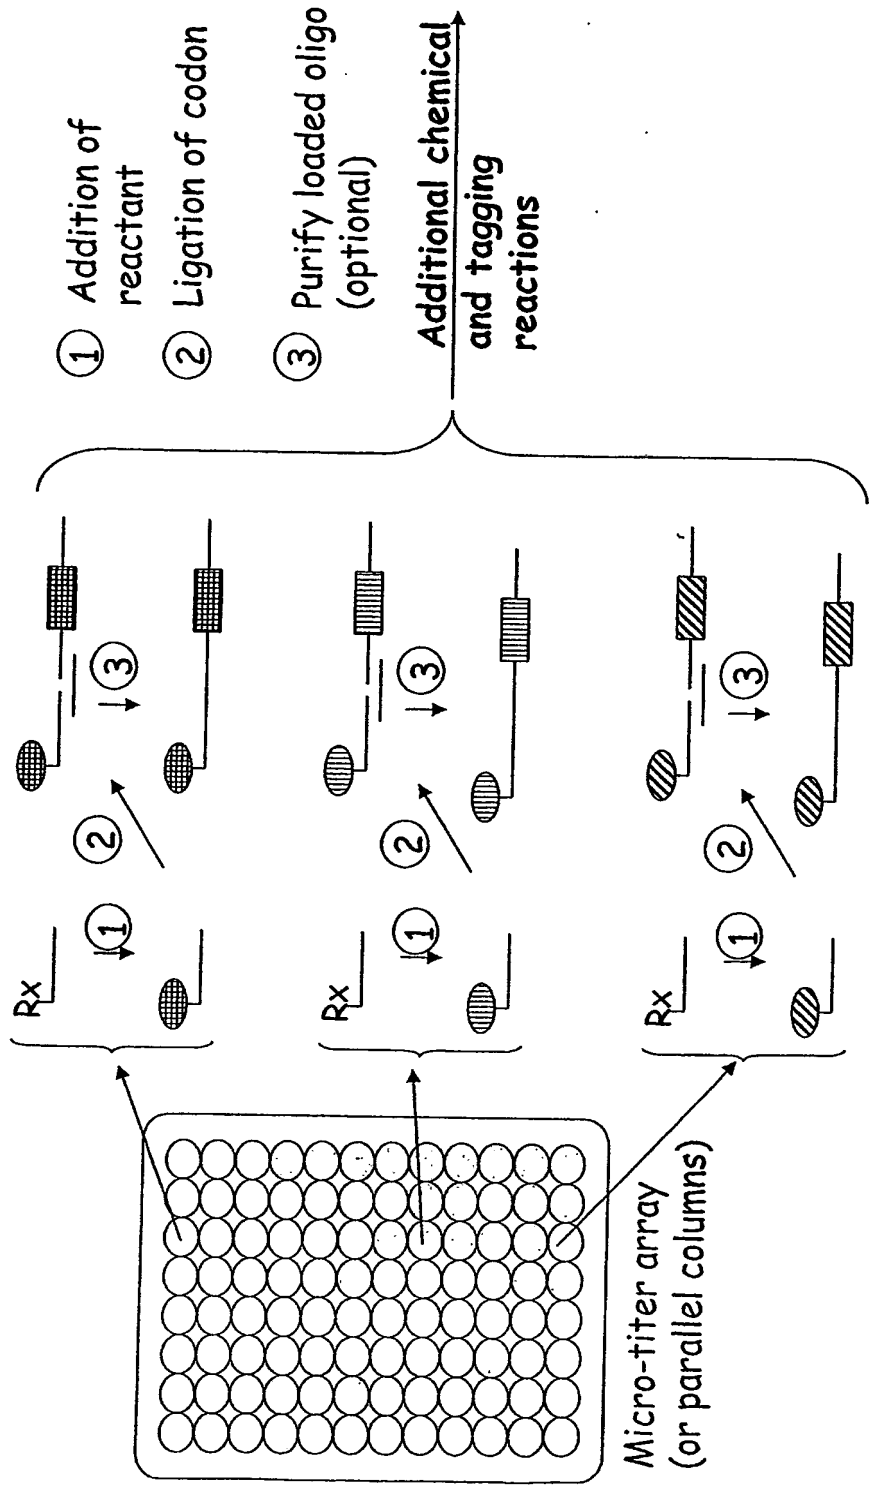 Micro-titer array
(or parallel columns)
Rx
1
2
3
Rx
1
2
3
Rx
1
2
3
1 Addition of
reactant
2 Ligation of codon
3 Purify loaded oligo
(optional)
Additional chemical
and tagging
reactions